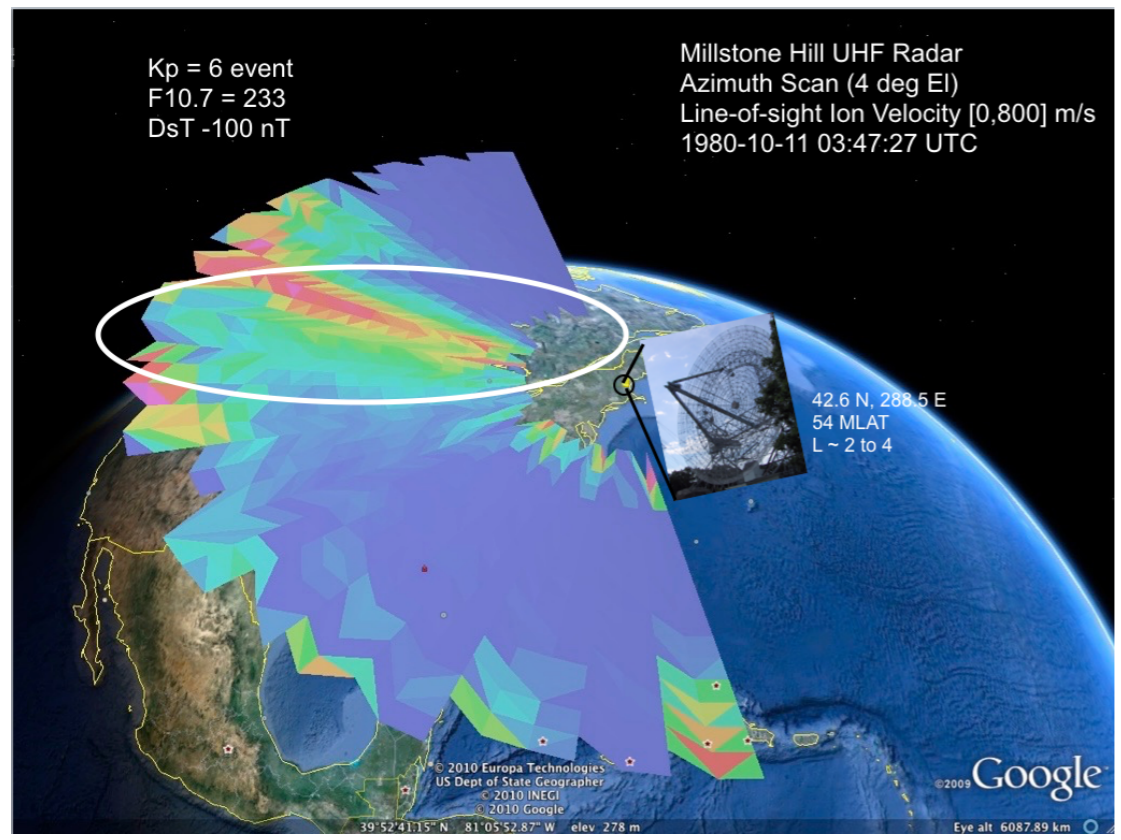 Kp = 6 event
F10.7 = 233
DsT -100 nT
Millstone Hill UHF Radar
Azimuth Scan (4 deg El)
Line-of-sight Ion Velocity [0,800] m/s
1980-10-11 03:47:27 UTC
42.6 N, 288.5 E
54 MLAT
L ~ 2 to 4
© 2010 Europa Technologies
US Dept of State Geographer
© 2010 INEGI
© 2010 Google
©2009 Google
39°52'41.15" N 81°05'52.87" W elev 278 m
Eye alt 6087.89 km